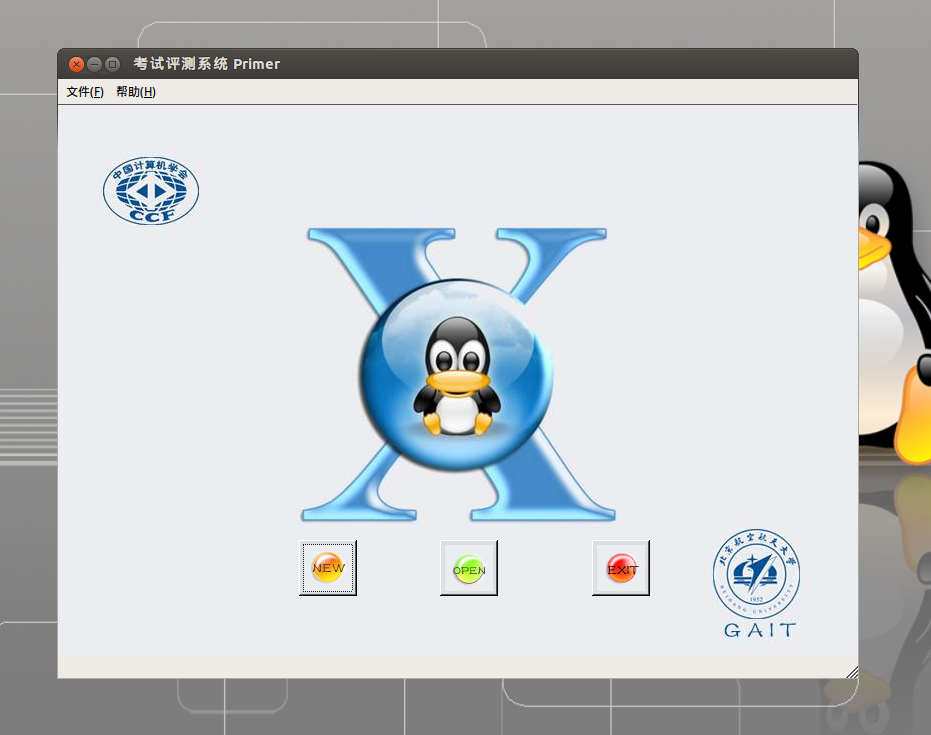 考试评测系统 Primer
文件(F) 帮助(H)
中国计算机学会
CCF
NEW
OPEN
EXIT
北京航空航天大学
1952
BEIHANG UNIVERSITY
GAIT